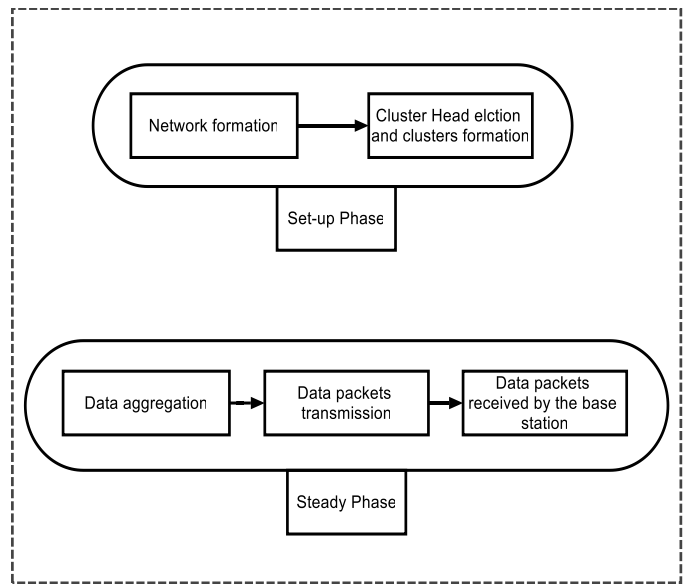 Network formation
Cluster Head elction
and clusters formation
Set-up Phase
Data aggregation
Data packets
transmission
Data packets
received by the base
station
Steady Phase